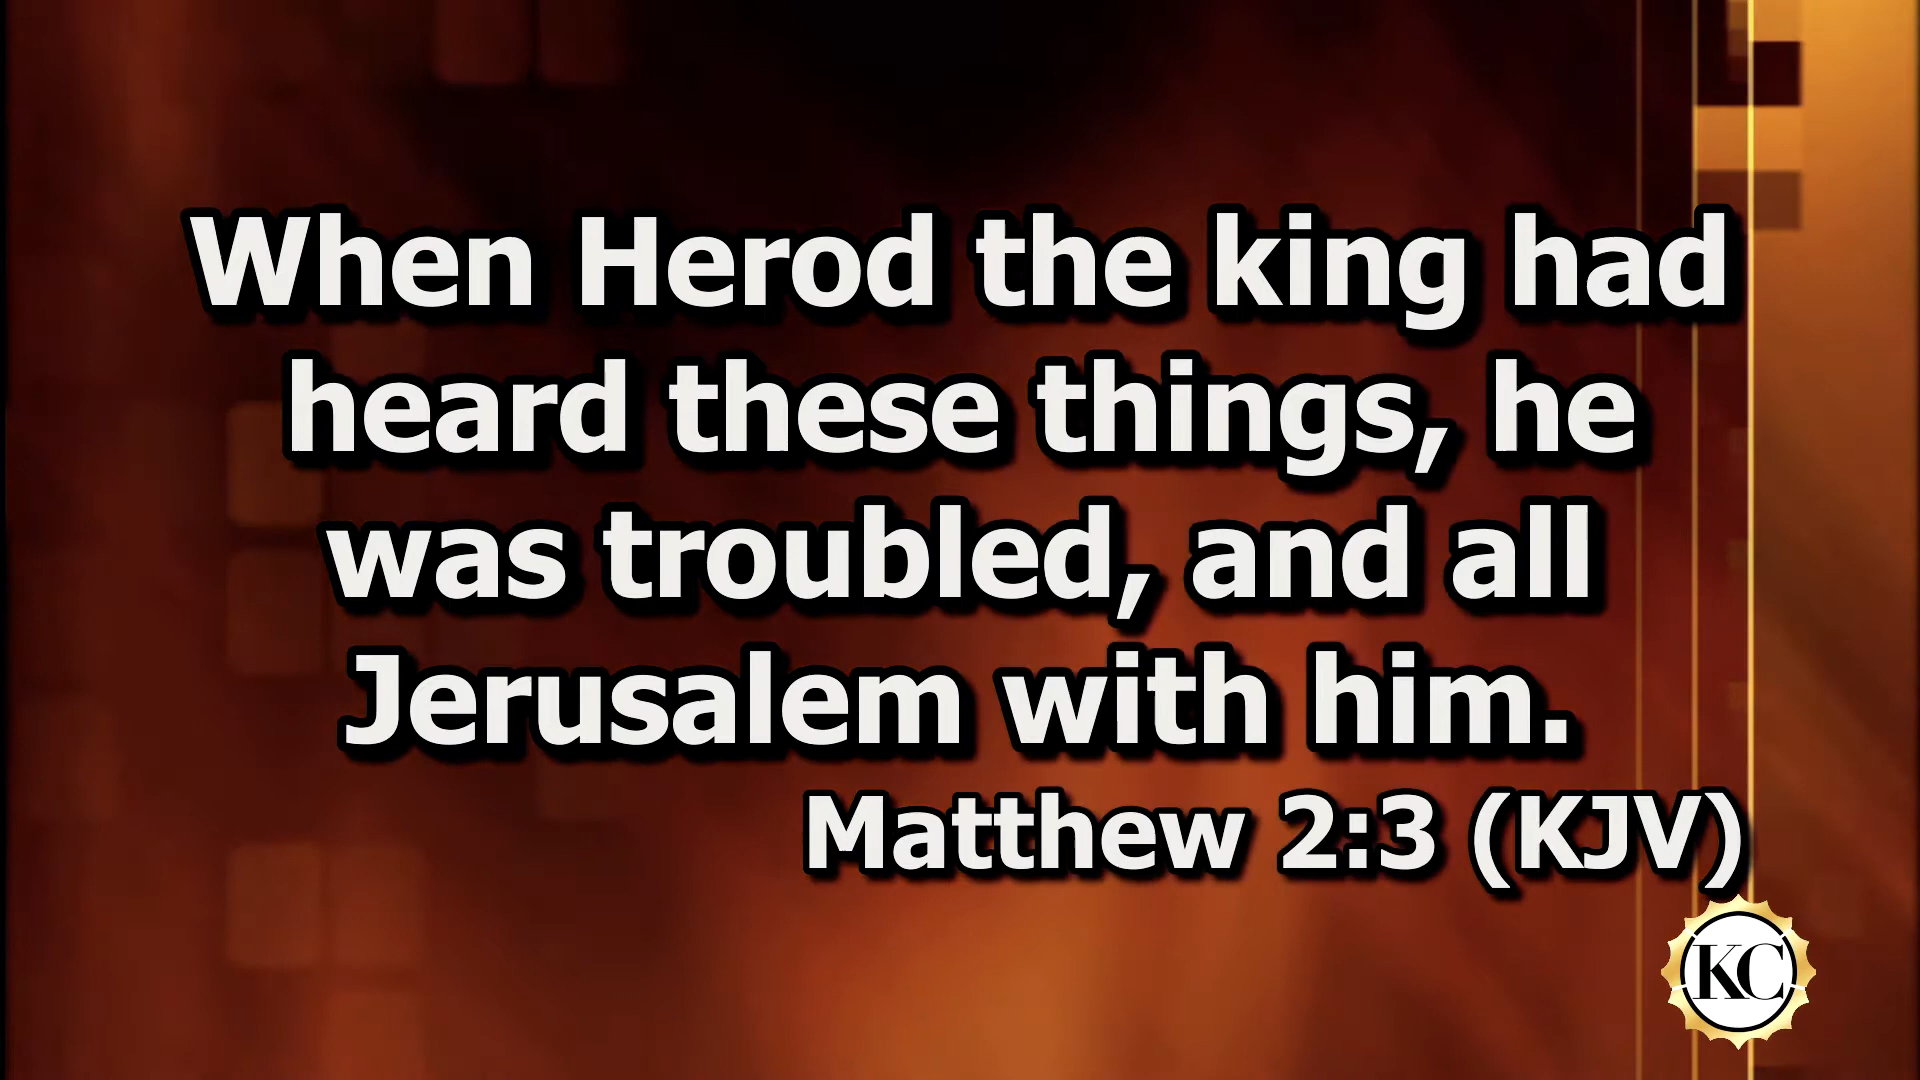 When Herod the king had
heard these things, he
was troubled, and all
Jerusalem with him.
Matthew 2:3 (KJV)
KC